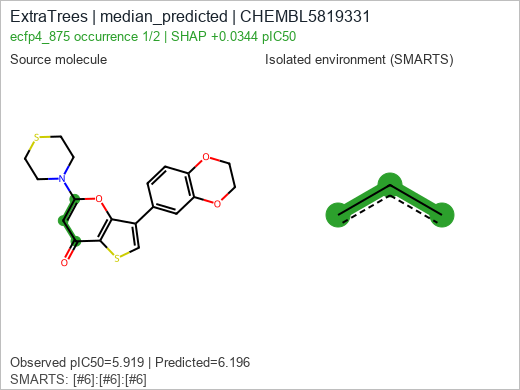 ExtraTrees | median_predicted | CHEMBL5819331
ecfp4_875 occurrence 1/2 | SHAP +0.0344 pIC50
Source molecule
Isolated environment (SMARTS)
S
O
N
O
O
O
S
Observed pIC50=5.919 | Predicted=6.196
SMARTS: [#6]:[#6]:[#6]